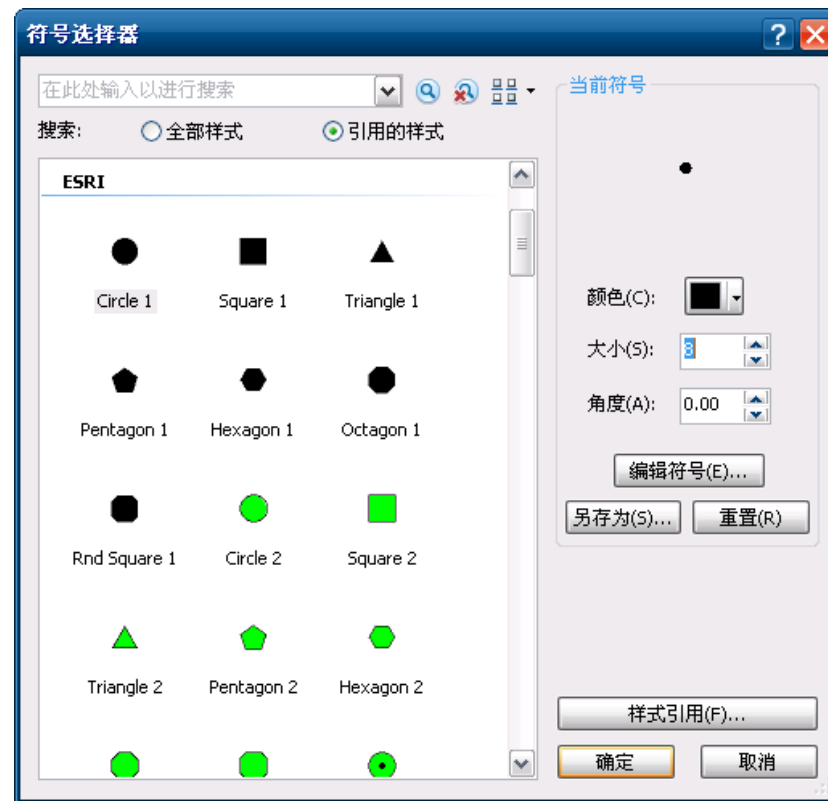 符号选择器
在此处输入以进行搜索
搜索: 全部样式 引用的样式
ESRI
Circle 1 Square 1 Triangle 1
Pentagon 1 Hexagon 1 Octagon 1
Rnd Square 1 Circle 2 Square 2
Triangle 2 Pentagon 2 Hexagon 2
当前符号
颜色(C):
大小(S): 8
角度(A): 0.00
编辑符号(E)...
另存为(S)... 重置(R)
样式引用(F)...
确定 取消